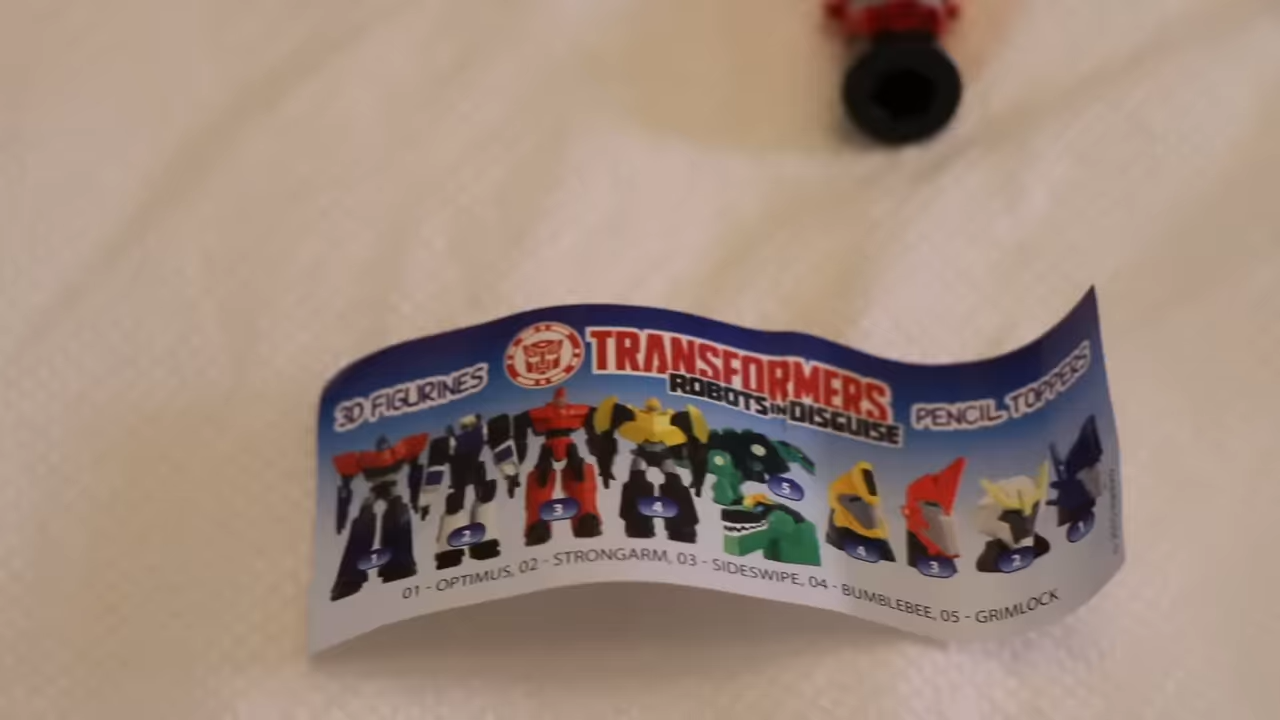 3D FIGURINES
TRANSFORMERS
ROBOTS IN DISGUISE
PENCIL TOPPERS
1
2
3
4
5
4
3
2
1
01 - OPTIMUS, 02 - STRONGARM, 03 - SIDESWIPE, 04 - BUMBLEBEE, 05 - GRIMLOCK